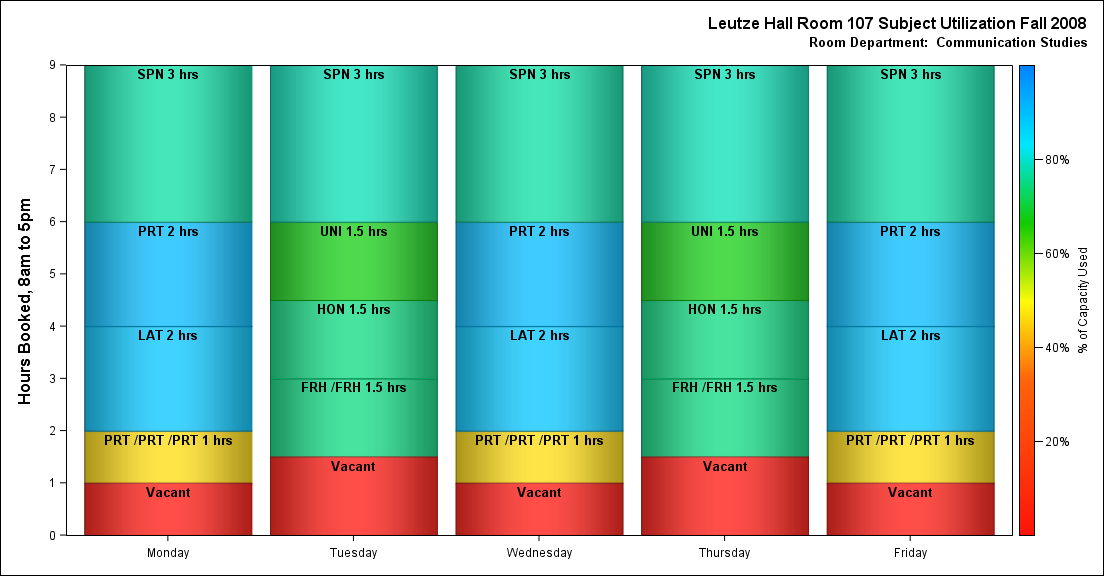 Leutze Hall Room 107 Subject Utilization Fall 2008
Room Department:  Communication Studies
Hours Booked, 8am to 5pm
9
8
7
6
5
4
3
2
1
0
SPN 3 hrs
PRT 2 hrs
LAT 2 hrs
PRT /PRT /PRT 1 hrs
Vacant
Monday
SPN 3 hrs
UNI 1.5 hrs
HON 1.5 hrs
FRH /FRH 1.5 hrs
Vacant
Tuesday
SPN 3 hrs
PRT 2 hrs
LAT 2 hrs
PRT /PRT /PRT 1 hrs
Vacant
Wednesday
SPN 3 hrs
UNI 1.5 hrs
HON 1.5 hrs
FRH /FRH 1.5 hrs
Vacant
Thursday
SPN 3 hrs
PRT 2 hrs
LAT 2 hrs
PRT /PRT /PRT 1 hrs
Vacant
Friday
80%
60%
40%
20%
% of Capacity Used